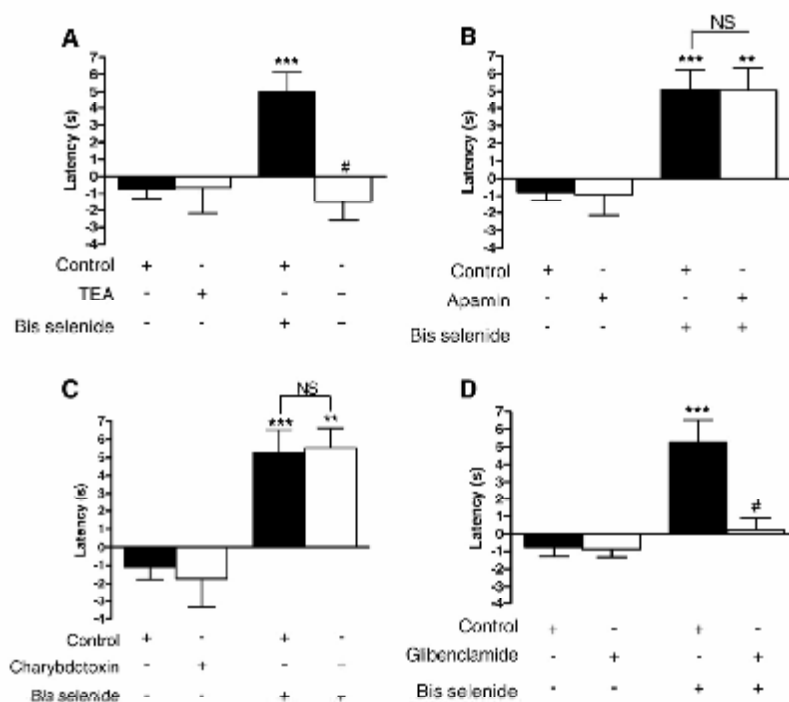 A
***
#
Latency (s)
7
6
5
4
3
2
1
0
-1
-2
-3
-4
Control + - + -
TEA - + - –
Bis selenide - - + –
B
NS
*** **
Latency (s)
7
6
5
4
3
2
1
0
-1
-2
-3
-4
Control + - + -
Apamin - + - +
Bis selenide - - + +
C
NS
*** **
Latency (s)
7
6
5
4
3
2
1
0
-1
-2
-3
-4
Control + - + -
Charybdotoxin - + - –
Bis selenide - - +
D
***
#
Latency (s)
7
6
5
4
3
2
1
0
-1
-2
-3
-4
Control + - + -
Glibenclamide - + - +
Bis selenide - - + +